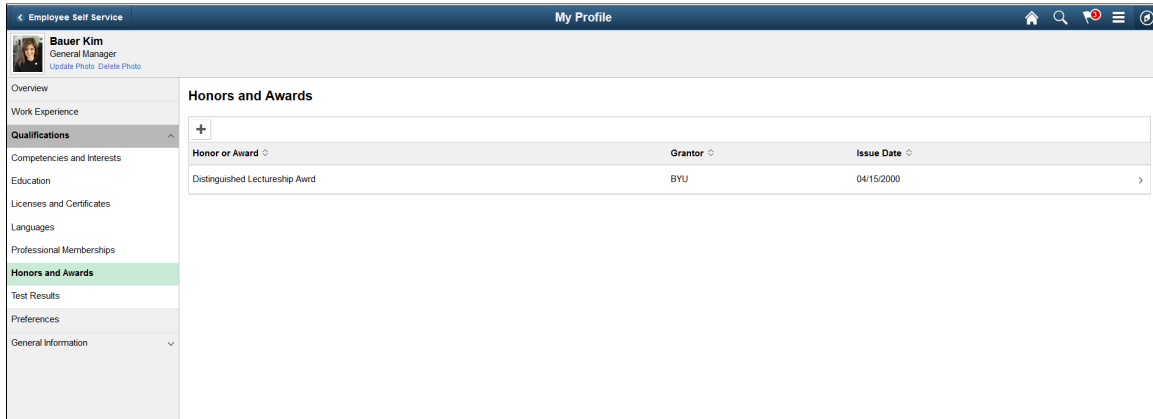 Employee Self Service
My Profile
3
Bauer Kim
General Manager
Update Photo Delete Photo
Overview
Work Experience
Qualifications
Competencies and Interests
Education
Licenses and Certificates
Languages
Professional Memberships
Honors and Awards
Test Results
Preferences
General Information
Honors and Awards
+
Honor or Award Grantor Issue Date
Distinguished Lectureship Awrd BYU 04/15/2000